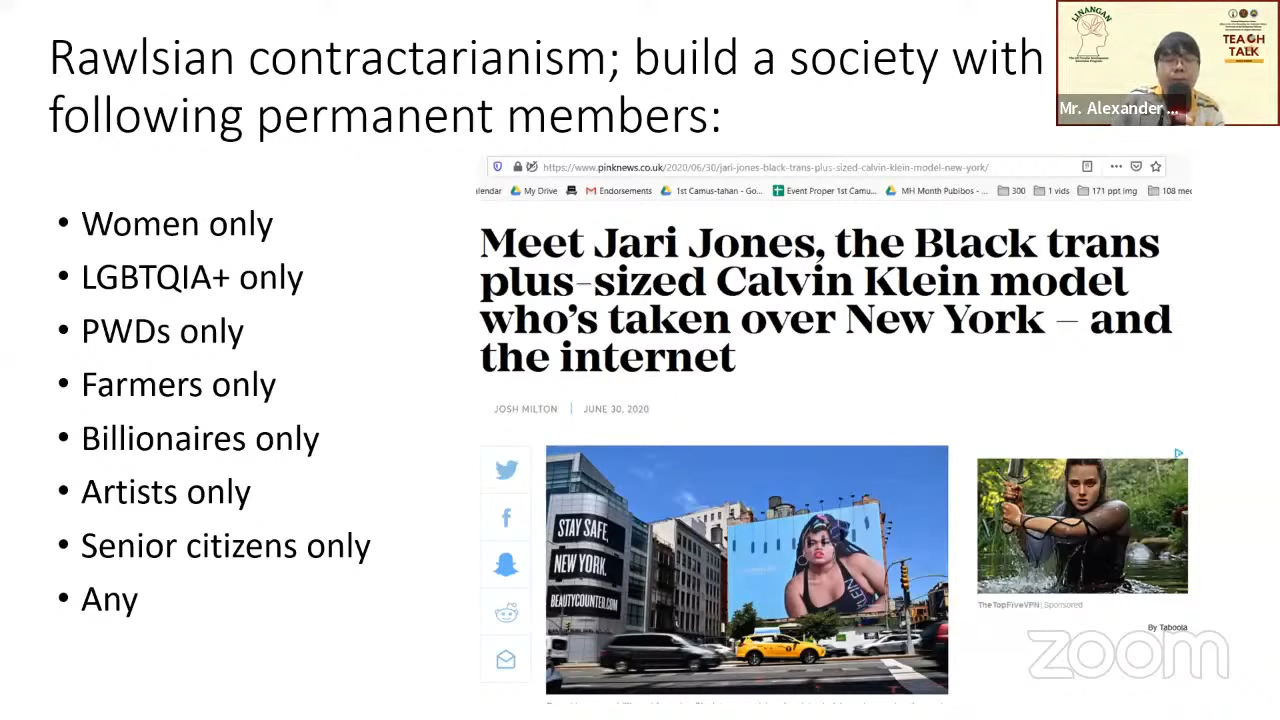 Rawlsian contractarianism; build a society with
following permanent members:
LINANGAN
TEACH
TALK
Mr. Alexander ...
• Women only
• LGBTQIA+ only
• PWDs only
• Farmers only
• Billionaires only
• Artists only
• Senior citizens only
• Any
https://www.pinknews.co.uk/2020/06/30/jari-jones-black-trans-plus-sized-calvin-klein-model-new-york/
lendar My Drive Endorsements 1st Camus-tahan - Go... Event Proper 1st Camu... MH Month Pubibos - ... 300 1 vids 171 ppt img 108 mec
Meet Jari Jones, the Black trans
plus-sized Calvin Klein model
who's taken over New York – and
the internet
JOSH MILTON | JUNE 30, 2020
STAY SAFE,
NEW YORK.
BEAUTYCOUNTER.COM
KLEIN
TheTopFiveVPN | Sponsored
By Taboola
zoom